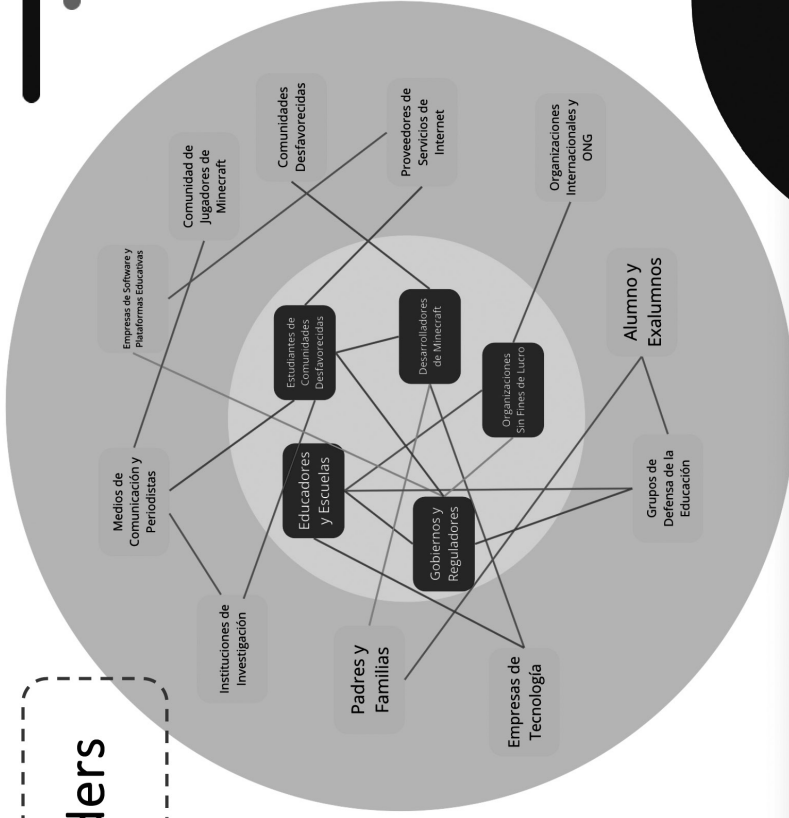 ders
Medios de
Comunicación y
Periodistas
Empresas de Software y
Plataformas Educativas
Comunidad de
Jugadores de
Minecraft
Instituciones de
Investigación
Comunidades
Desfavorecidas
Educadores
y Escuelas
Estudiantes de
Comunidades
Desfavorecidas
Padres y
Familias
Proveedores de
Servicios de
Internet
Gobiernos y
Reguladores
Desarrolladores
de Minecraft
Empresas de
Tecnología
Organizaciones
Sin Fines de Lucro
Organizaciones
Internacionales y
ONG
Alumno y
Exalumnos
Grupos de
Defensa de la
Educación